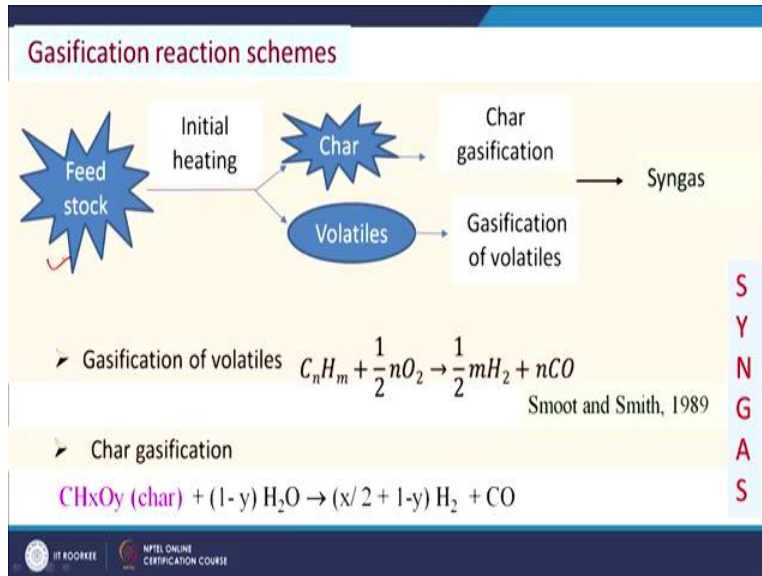 Gasification reaction schemes
Feed
stock
Initial
heating
Char
Char
gasification
Volatiles
Gasification
of volatiles
Syngas
➢ Gasification of volatiles CₙHₘ + 1/2 nO₂ → 1/2 mH₂ + nCO
Smoot and Smith, 1989
➢ Char gasification
CHxOy (char) + (1- y) H₂O → (x/ 2 + 1-y) H₂ + CO
S
Y
N
G
A
S
IIT ROORKEE
NPTEL ONLINE
CERTIFICATION COURSE